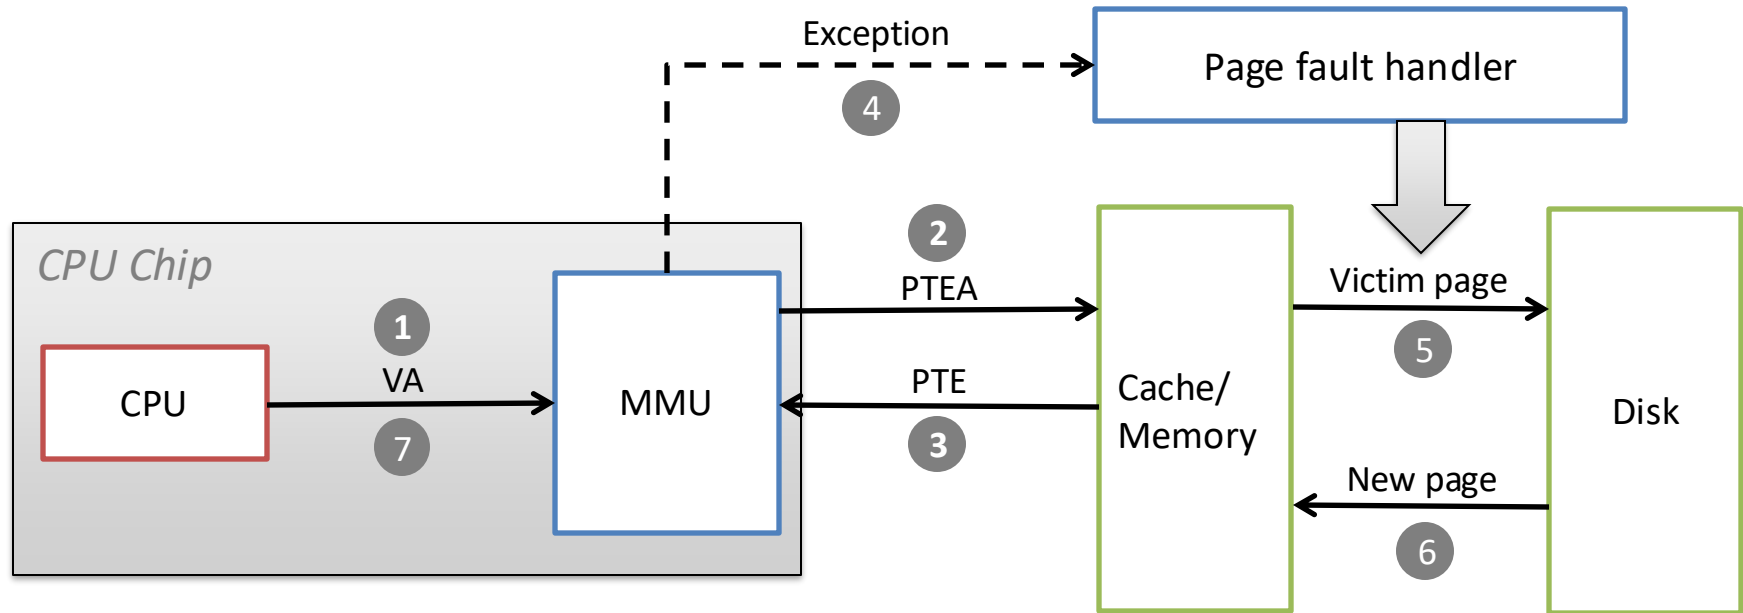 Exception
4
Page fault handler
CPU Chip
2
PTEA
Victim page
1
5
VA
CPU
MMU
PTE
Cache/
Memory
Disk
7
3
New page
6